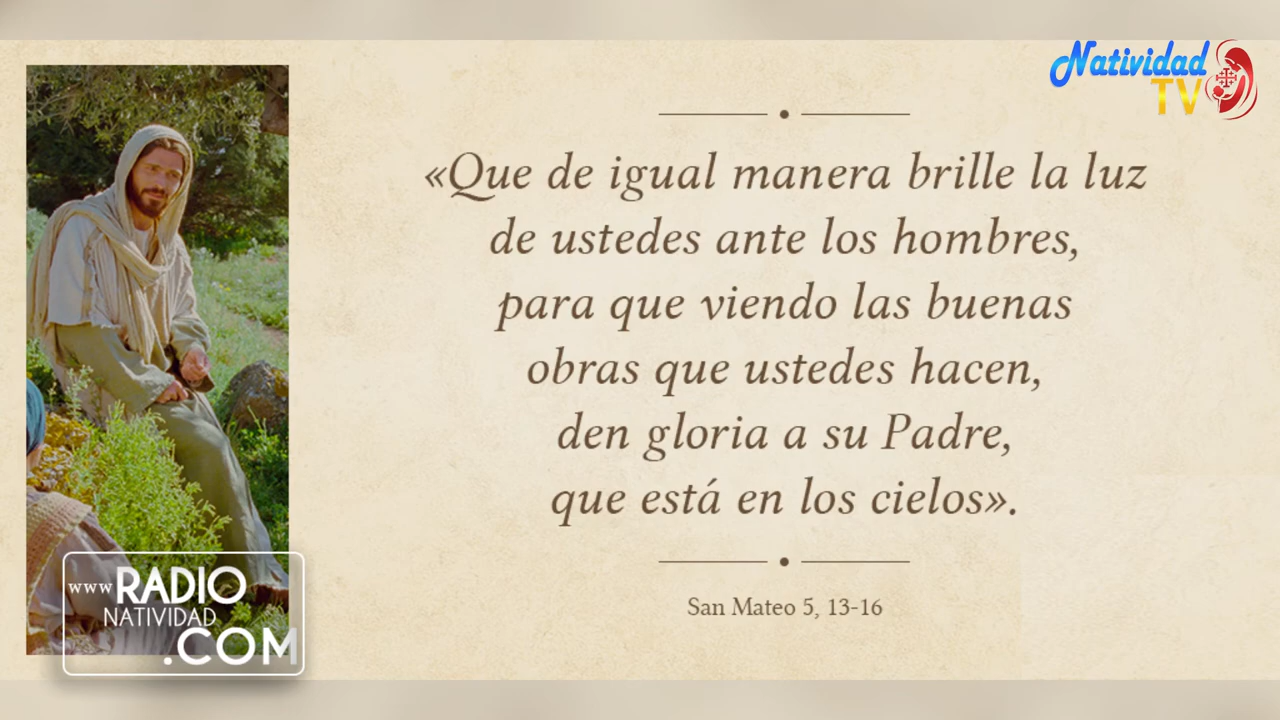 Natividad
TV
«Que de igual manera brille la luz
de ustedes ante los hombres,
para que viendo las buenas
obras que ustedes hacen,
den gloria a su Padre,
que está en los cielos».
San Mateo 5, 13-16
www RADIO
NATIVIDAD
.COM